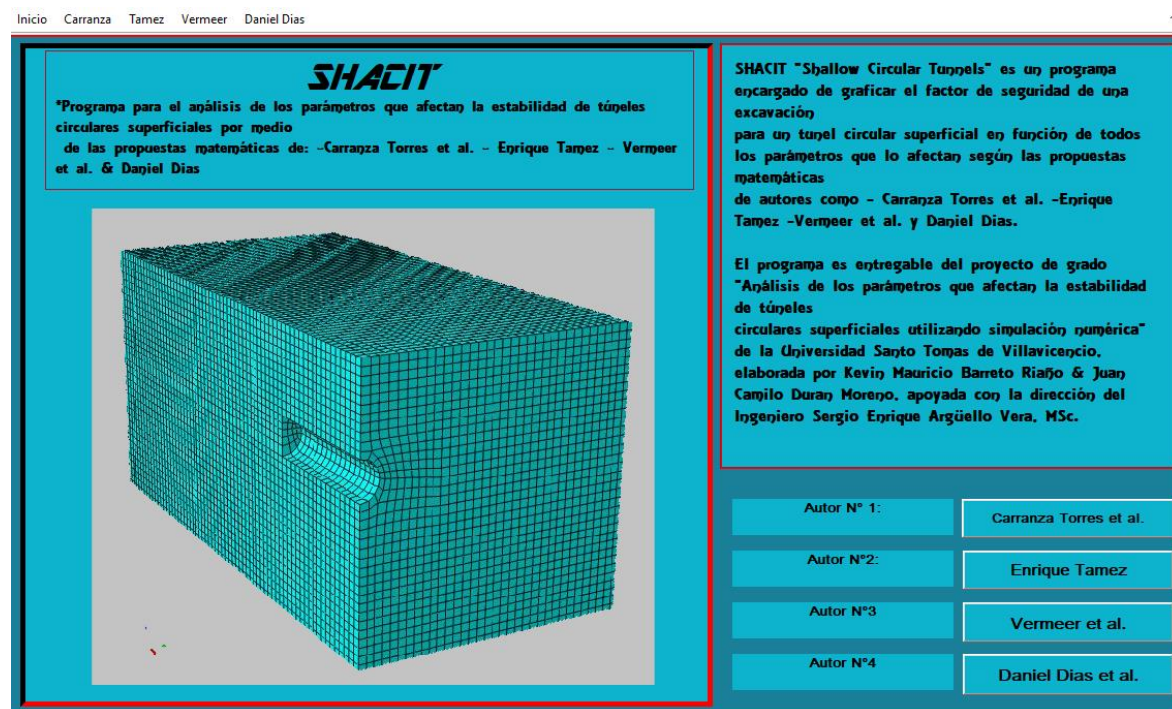 Inicio Carranza Tamez Vermeer Daniel Dias
SHACIT
*Programa para el análisis de los parámetros que afectan la estabilidad de túneles
circulares superficiales por medio
de las propuestas matemáticas de: -Carranza Torres et al. - Enrique Tamez - Vermeer
et al. & Daniel Dias
SHACIT "Shallow Circular Tunnels" es un programa
encargado de graficar el factor de seguridad de una
excavación
para un tunel circular superficial en función de todos
los parámetros que lo afectan según las propuestas
matemáticas
de autores como - Carranza Torres et al. -Enrique
Tamez -Vermeer et al. y Daniel Dias.
El programa es entregable del proyecto de grado
"Análisis de los parámetros que afectan la estabilidad
de túneles
circulares superficiales utilizando simulación numérica"
de la Universidad Santo Tomas de Villavicencio,
elaborada por Kevin Mauricio Barreto Riaño & Juan
Camilo Duran Moreno, apoyada con la dirección del
Ingeniero Sergio Enrique Argüello Vera, MSc.
Autor N° 1:
Carranza Torres et al.
Autor N°2:
Enrique Tamez
Autor N°3
Vermeer et al.
Autor N°4
Daniel Dias et al.